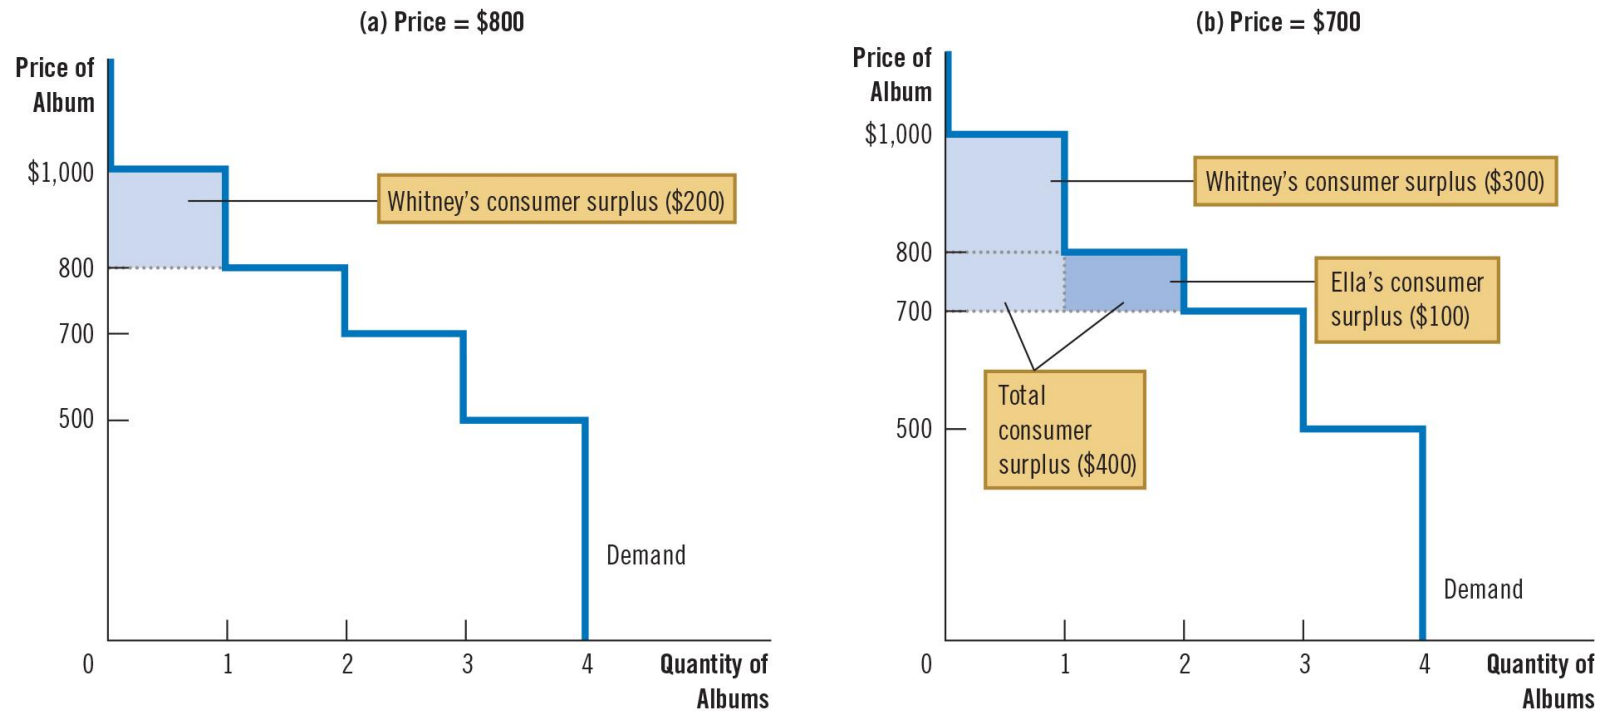 (a) Price = $800
Price of
Album
$1,000
800
700
500
0
1
2
3
4
Quantity of
Albums
Whitney's consumer surplus ($200)
Demand
(b) Price = $700
Price of
Album
$1,000
800
700
500
0
1
2
3
4
Quantity of
Albums
Whitney's consumer surplus ($300)
Ella's consumer
surplus ($100)
Total
consumer
surplus ($400)
Demand